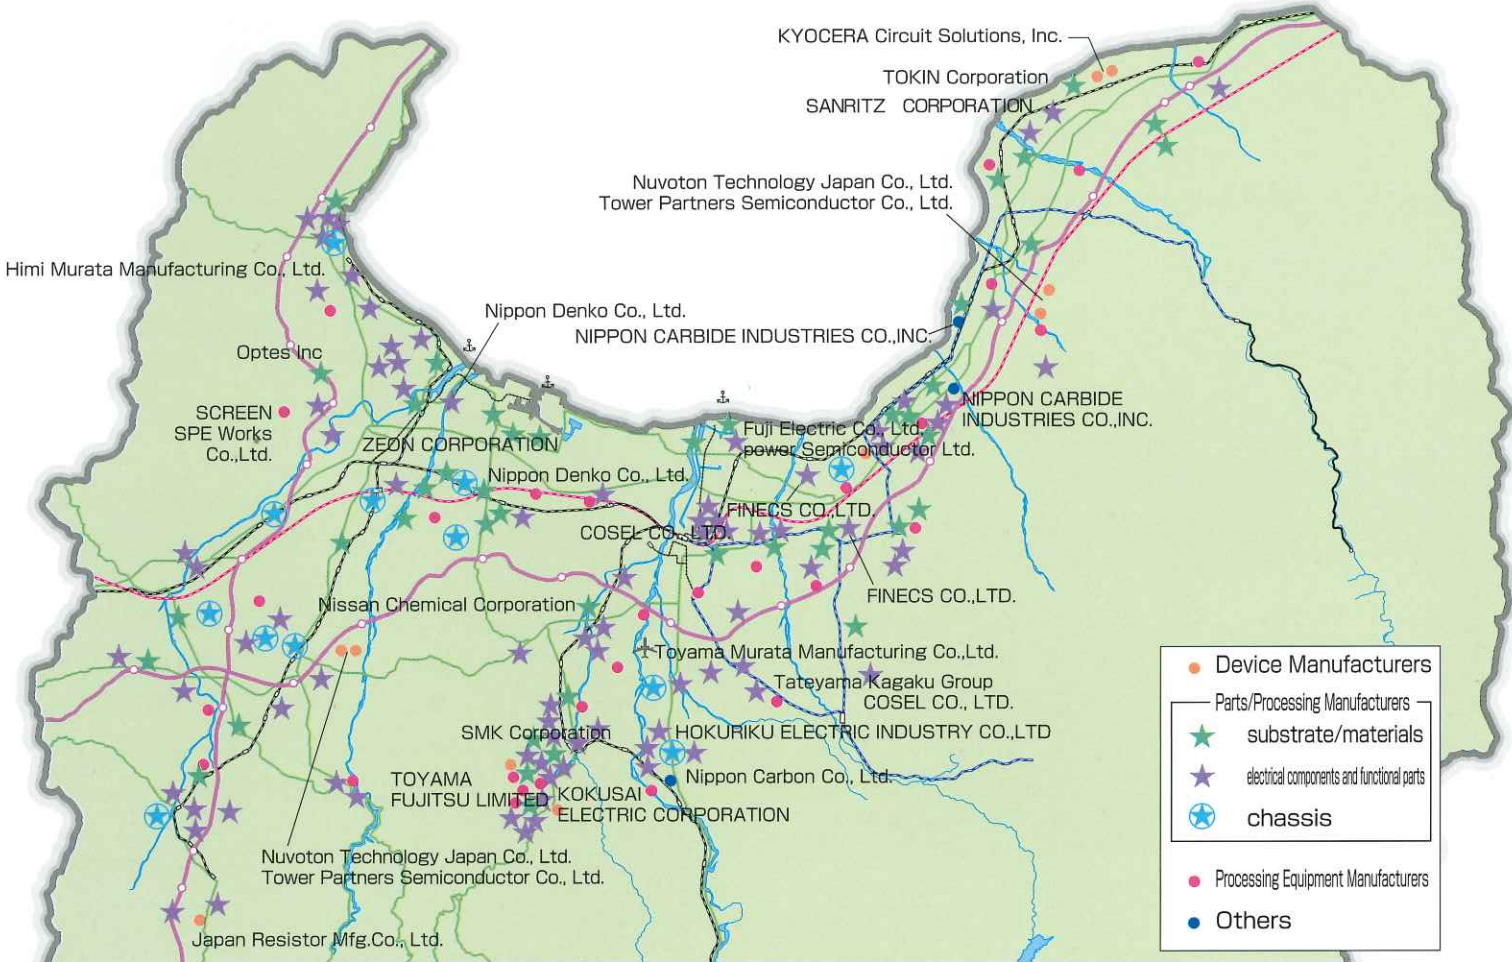 KYOCERA Circuit Solutions, Inc.
TOKIN Corporation
SANRITZ CORPORATION
Nuvoton Technology Japan Co., Ltd.
Tower Partners Semiconductor Co., Ltd.
Himi Murata Manufacturing Co., Ltd.
Nippon Denko Co., Ltd.
NIPPON CARBIDE INDUSTRIES CO.,INC.
Optes Inc
SCREEN
SPE Works
Co.,Ltd.
NIPPON CARBIDE
INDUSTRIES CO.,INC.
ZEON CORPORATION
Fuji Electric Co., Ltd.
power Semiconductor Ltd.
Nippon Denko Co., Ltd.
FINECS CO.,LTD.
COSEL CO., LTD.
FINECS CO.,LTD.
Nissan Chemical Corporation
Toyama Murata Manufacturing Co.,Ltd.
Tateyama Kagaku Group
COSEL CO., LTD.
SMK Corporation
HOKURIKU ELECTRIC INDUSTRY CO.,LTD
TOYAMA
FUJITSU LIMITED
Nippon Carbon Co., Ltd.
KOKUSAI
ELECTRIC CORPORATION
Nuvoton Technology Japan Co., Ltd.
Tower Partners Semiconductor Co., Ltd.
Japan Resistor Mfg.Co., Ltd.
Device Manufacturers
Parts/Processing Manufacturers
substrate/materials
electrical components and functional parts
chassis
Processing Equipment Manufacturers
Others